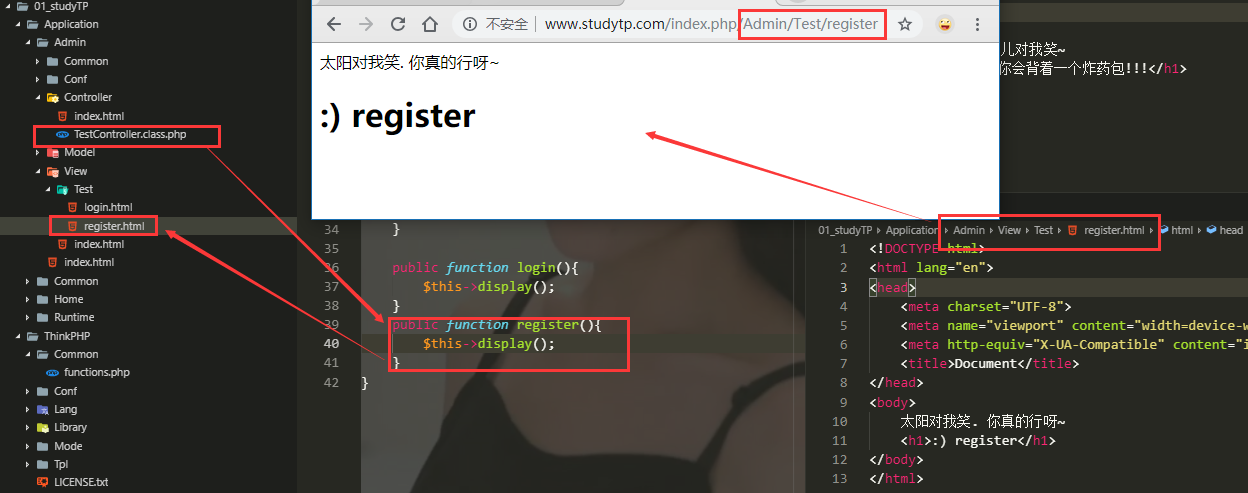 01_studyTP
Application
Admin
Common
Conf
Controller
index.html
TestController.class.php
Model
View
Test
login.html
register.html
index.html
index.html
Common
Home
Runtime
ThinkPHP
Common
functions.php
Conf
Lang
Library
Mode
Tpl
LICENSE.txt
不安全 | www.studytp.com/index.php/Admin/Test/register
太阳对我笑. 你真的行呀~
:) register
儿对我笑~
你会背着一个炸药包!!!</h1>
34 }
35
36 public function login(){
37 $this->display();
38 }
39 public function register(){
40 $this->display();
41 }
42 }
01_studyTP > Application > Admin > View > Test > register.html > html > head
1 <!DOCTYPE html>
2 <html lang="en">
3 <head>
4 <meta charset="UTF-8">
5 <meta name="viewport" content="width=device-w
6 <meta http-equiv="X-UA-Compatible" content="i
7 <title>Document</title>
8 </head>
9 <body>
10 太阳对我笑. 你真的行呀~
11 <h1>:) register</h1>
12 </body>
13 </html>